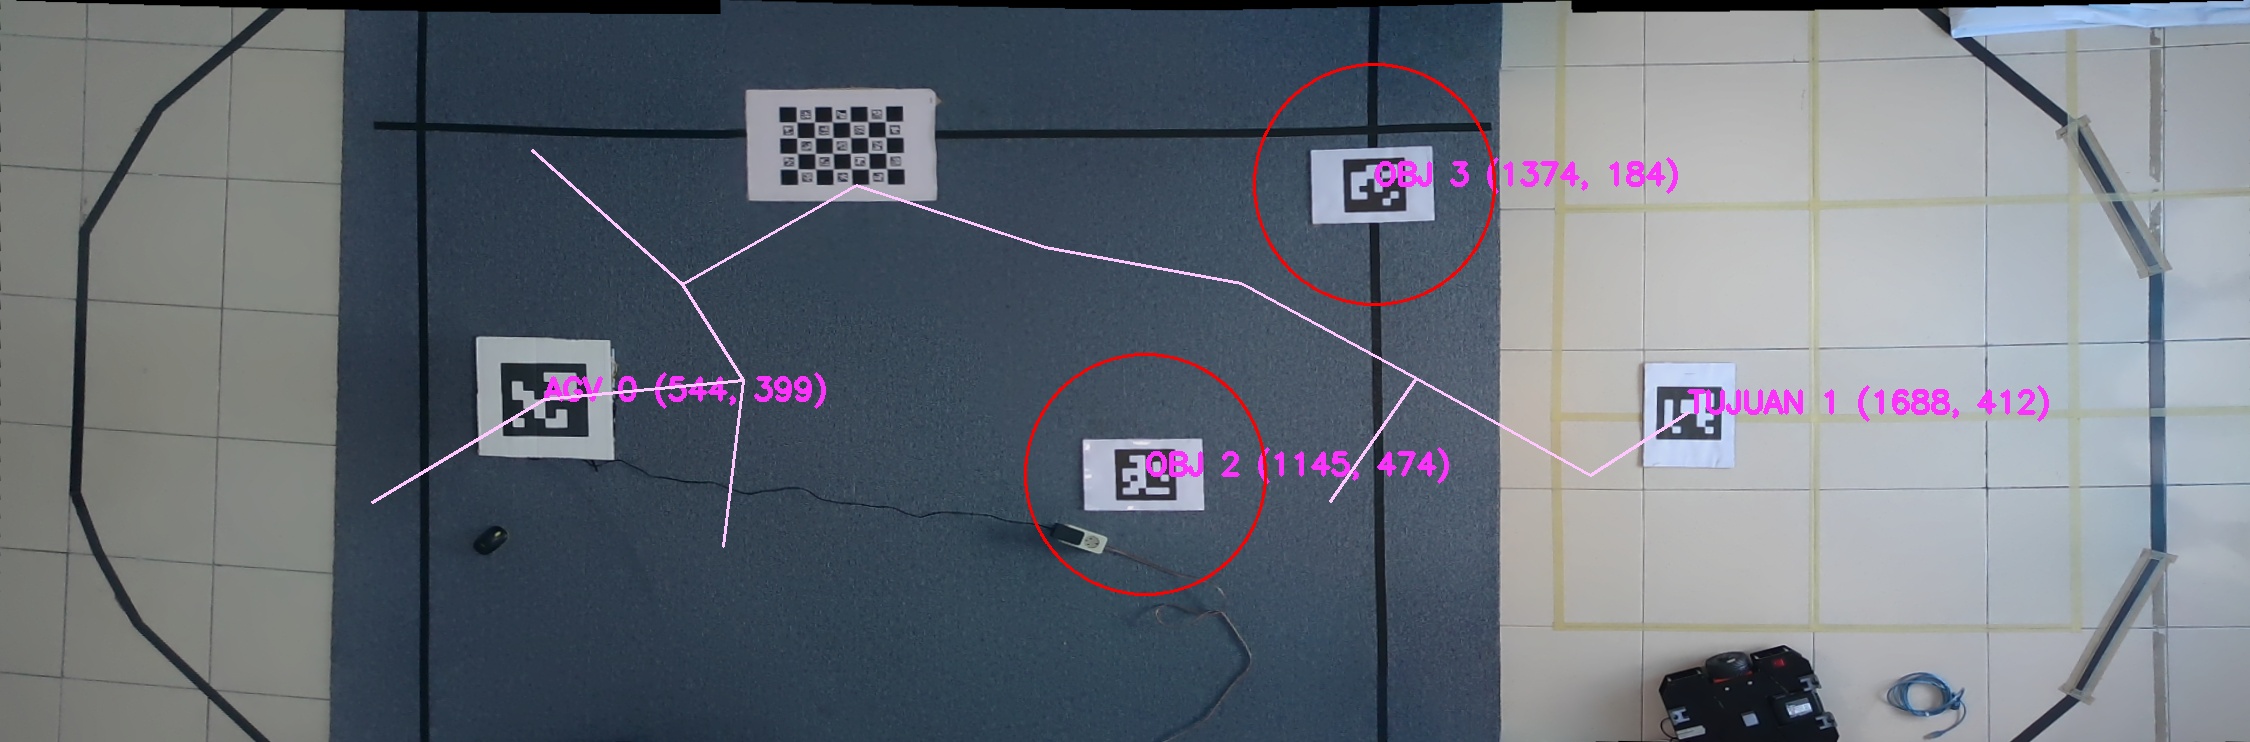 OBJ 3 (1374, 184)
AGV 0 (544, 399)
TUJUAN 1 (1688, 412)
OBJ 2 (1145, 474)